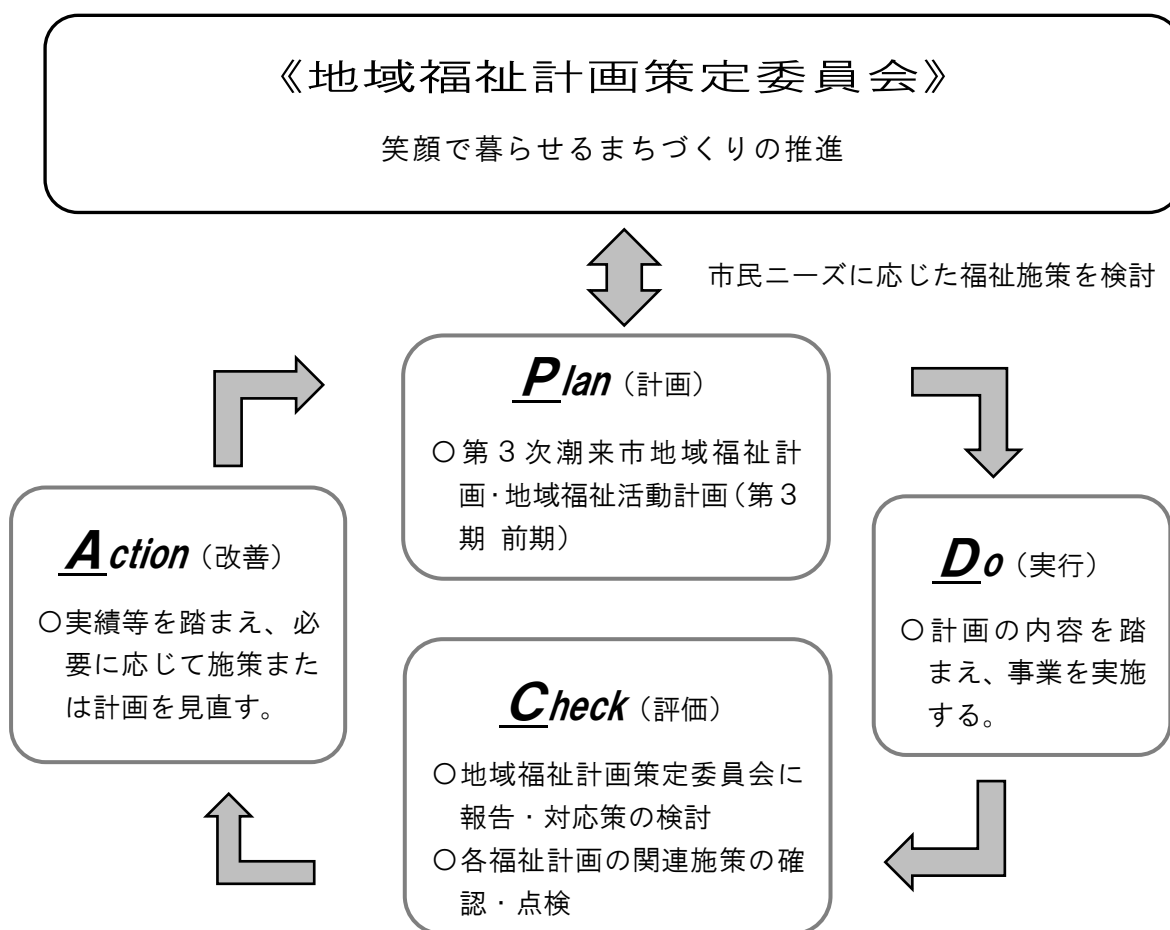 《地域福祉計画策定委員会》
笑顔で暮らせるまちづくりの推進
市民ニーズに応じた福祉施策を検討
Plan（計画）
○第３次潮来市地域福祉計
画・地域福祉活動計画（第３
期 前期）
Do（実行）
○計画の内容を踏
まえ、事業を実施
する。
Check（評価）
○地域福祉計画策定委員会に
報告・対応策の検討
○各福祉計画の関連施策の確
認・点検
Action（改善）
○実績等を踏まえ、必
要に応じて施策また
は計画を見直す。